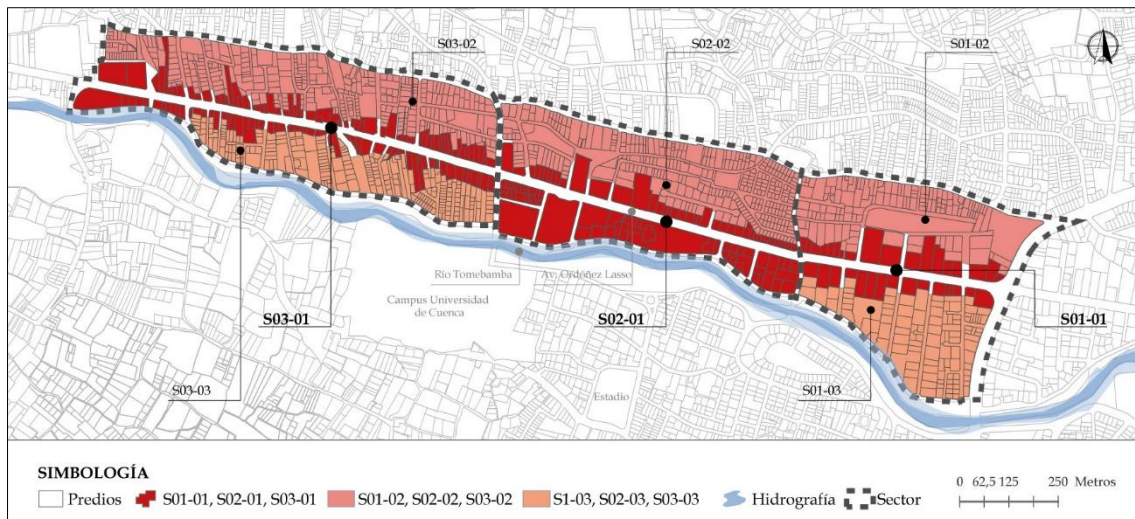 S03-02
S02-02
S01-02
Río Tomebamba
Av. Ordóñez Lasso
Campus Universidad
de Cuenca
S03-01
S02-01
S01-01
S03-03
S01-03
Estadio
SIMBOLOGÍA
Predios
S01-01, S02-01, S03-01
S01-02, S02-02, S03-02
S1-03, S02-03, S03-03
Hidrografía
Sector
0 62,5 125 250 Metros